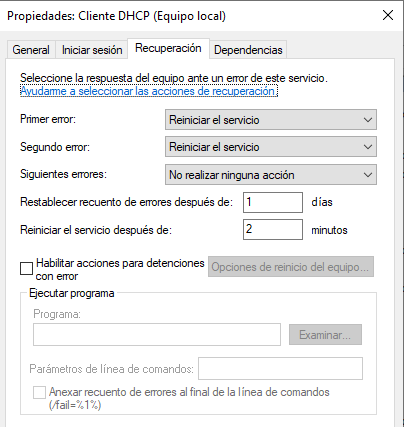 Propiedades: Cliente DHCP (Equipo local)
General Iniciar sesión Recuperación Dependencias
Seleccione la respuesta del equipo ante un error de este servicio.
Ayudarme a seleccionar las acciones de recuperación.
Primer error: Reiniciar el servicio
Segundo error: Reiniciar el servicio
Siguientes errores: No realizar ninguna acción
Restablecer recuento de errores después de: 1 días
Reiniciar el servicio después de: 2 minutos
Habilitar acciones para detenciones con error Opciones de reinicio del equipo...
Ejecutar programa
Programa:
Examinar...
Parámetros de línea de comandos:
Anexar recuento de errores al final de la línea de comandos
(/fail=%1%)